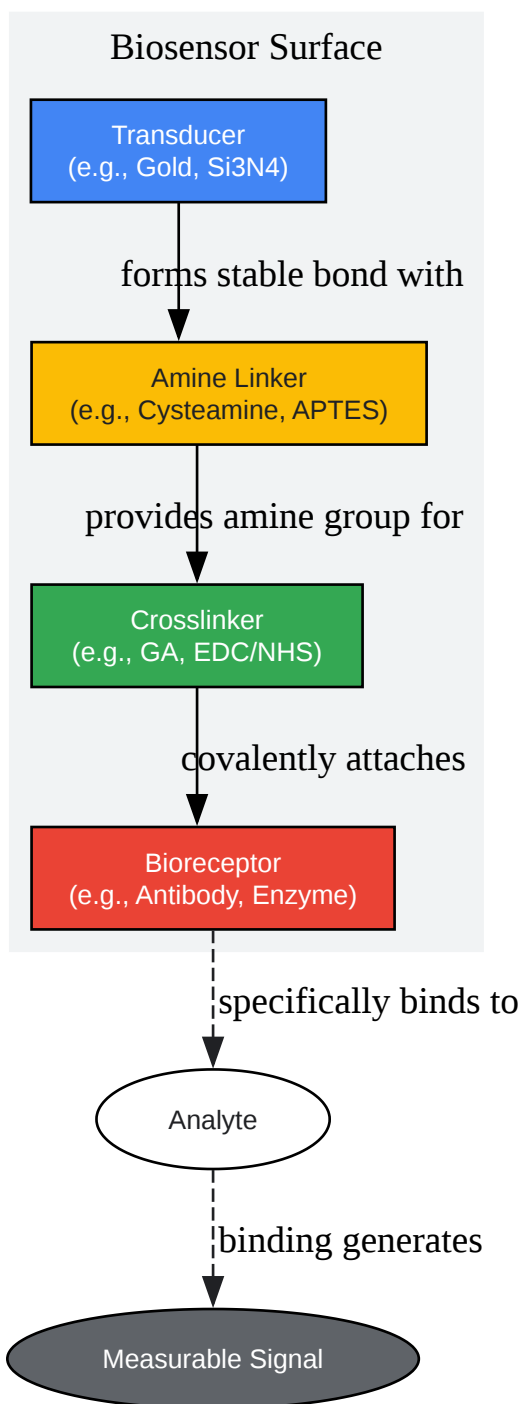 Biosensor Surface
Transducer
(e.g., Gold, Si3N4)
forms stable bond with
Amine Linker
(e.g., Cysteamine, APTES)
provides amine group for
Crosslinker
(e.g., GA, EDC/NHS)
covalently attaches
Bioreceptor
(e.g., Antibody, Enzyme)
specifically binds to
Analyte
binding generates
Measurable Signal